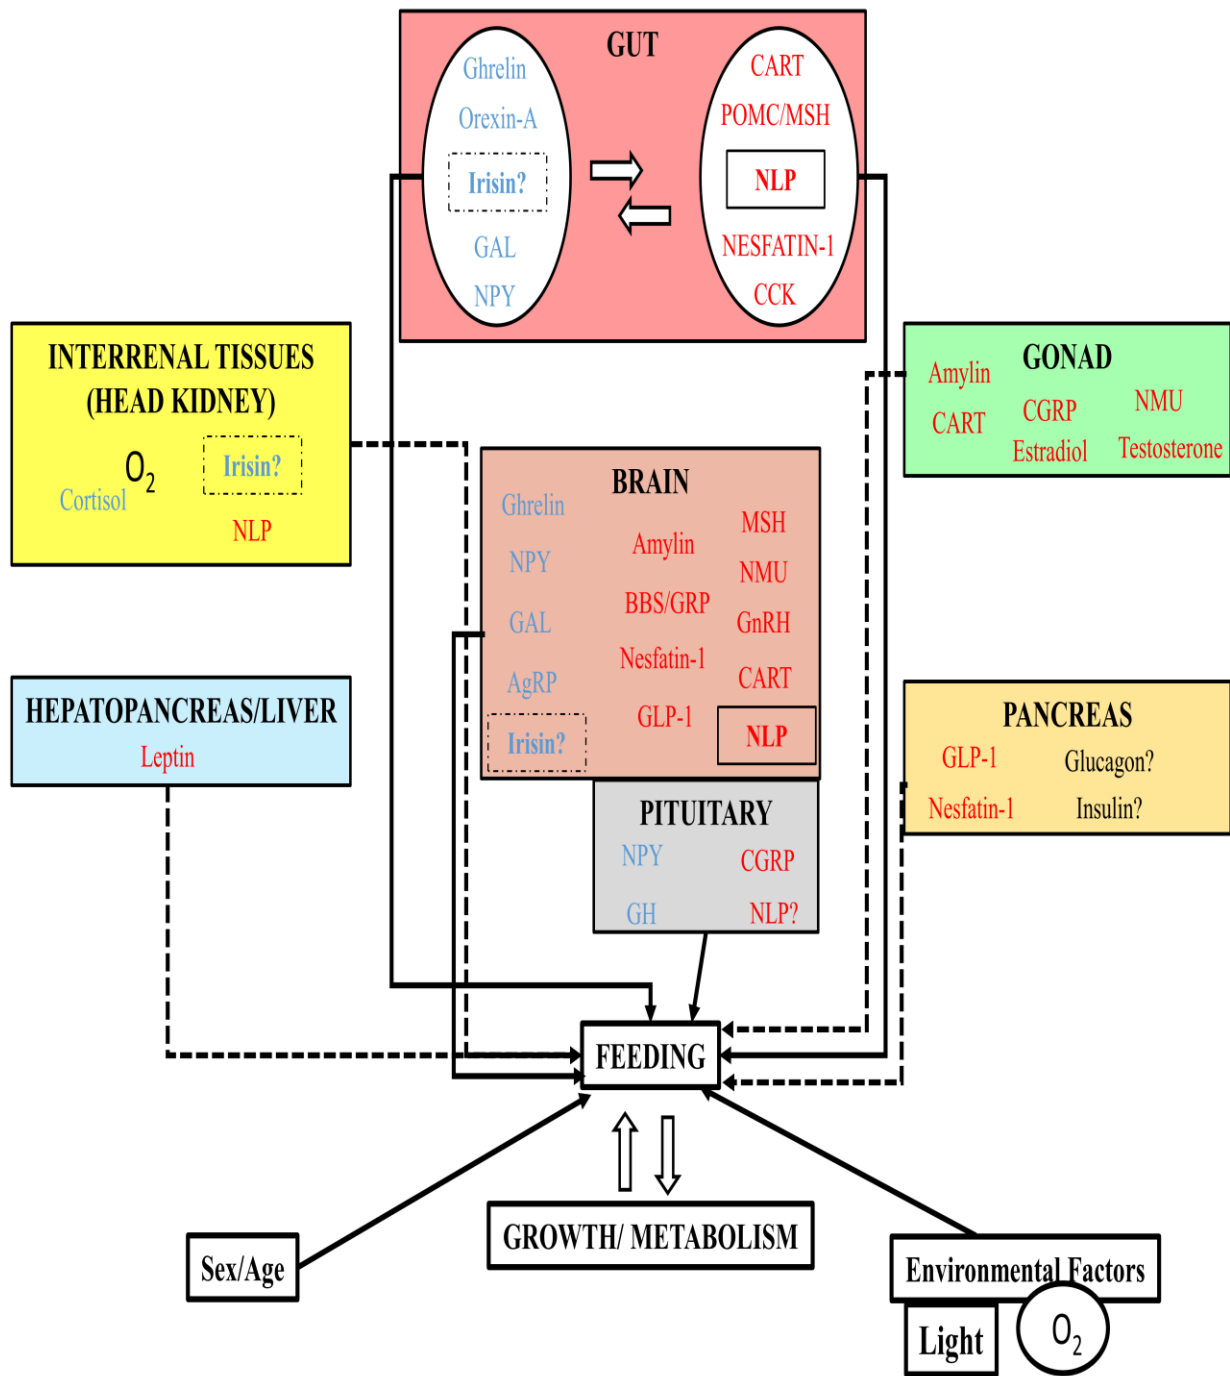 GUT
Ghrelin
Orexin-A
Irisin?
GAL
NPY
CART
POMC/MSH
NLP
NESFATIN-1
CCK
INTERRENAL TISSUES
(HEAD KIDNEY)
O2
Cortisol
Irisin?
NLP
GONAD
Amylin
CART
CGRP
Estradiol
NMU
Testosterone
BRAIN
Ghrelin
NPY
GAL
AgRP
Irisin?
Amylin
BBS/GRP
Nesfatin-1
GLP-1
MSH
NMU
GnRH
CART
NLP
HEPATOPANCREAS/LIVER
Leptin
PANCREAS
GLP-1
Nesfatin-1
Glucagon?
Insulin?
PITUITARY
NPY
GH
CGRP
NLP?
FEEDING
GROWTH/ METABOLISM
Sex/Age
Environmental Factors
Light
O2